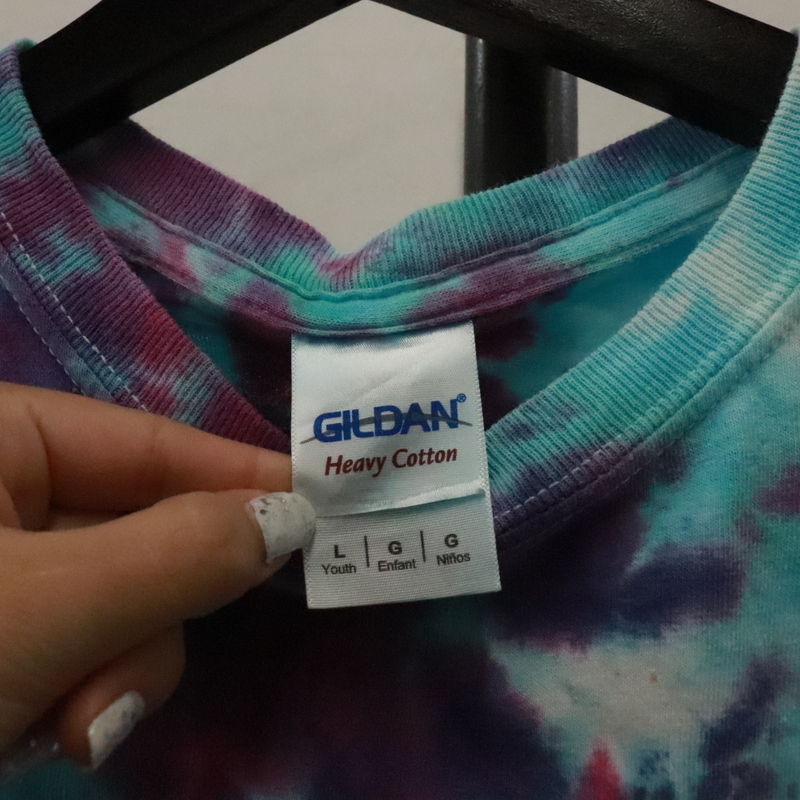 GILDAN®
Heavy Cotton
L | G | G
Youth | Enfant | Niños